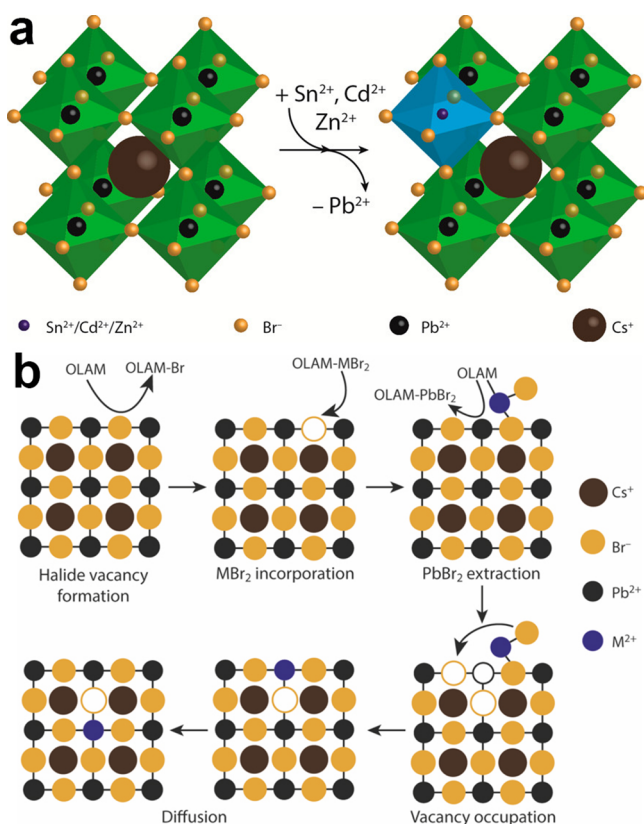 a
+ Sn²⁺, Cd²⁺
Zn²⁺
– Pb²⁺
Sn²⁺/Cd²⁺/Zn²⁺
Br⁻
Pb²⁺
Cs⁺
b
OLAM
OLAM-Br
OLAM-MBr₂
OLAM
OLAM-PbBr₂
Halide vacancy
formation
MBr₂ incorporation
PbBr₂ extraction
Cs⁺
Br⁻
Pb²⁺
M²⁺
Diffusion
Vacancy occupation